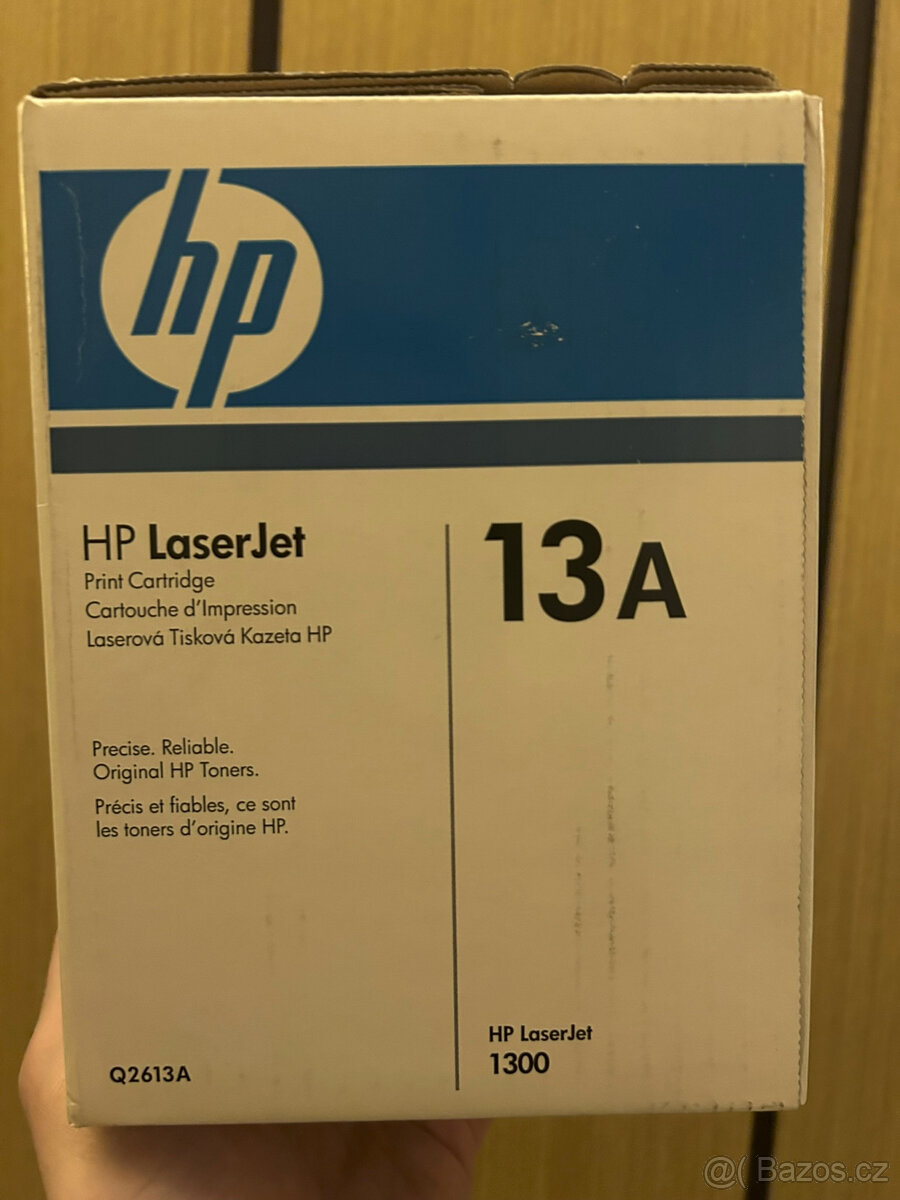 hp
HP LaserJet
Print Cartridge
Cartouche d'Impression
Laserová Tisková Kazeta HP
Precise. Reliable.
Original HP Toners.
Précis et fiables, ce sont
les toners d'origine HP.
Q2613A
13A
HP LaserJet
1300
@( Bazos.cz